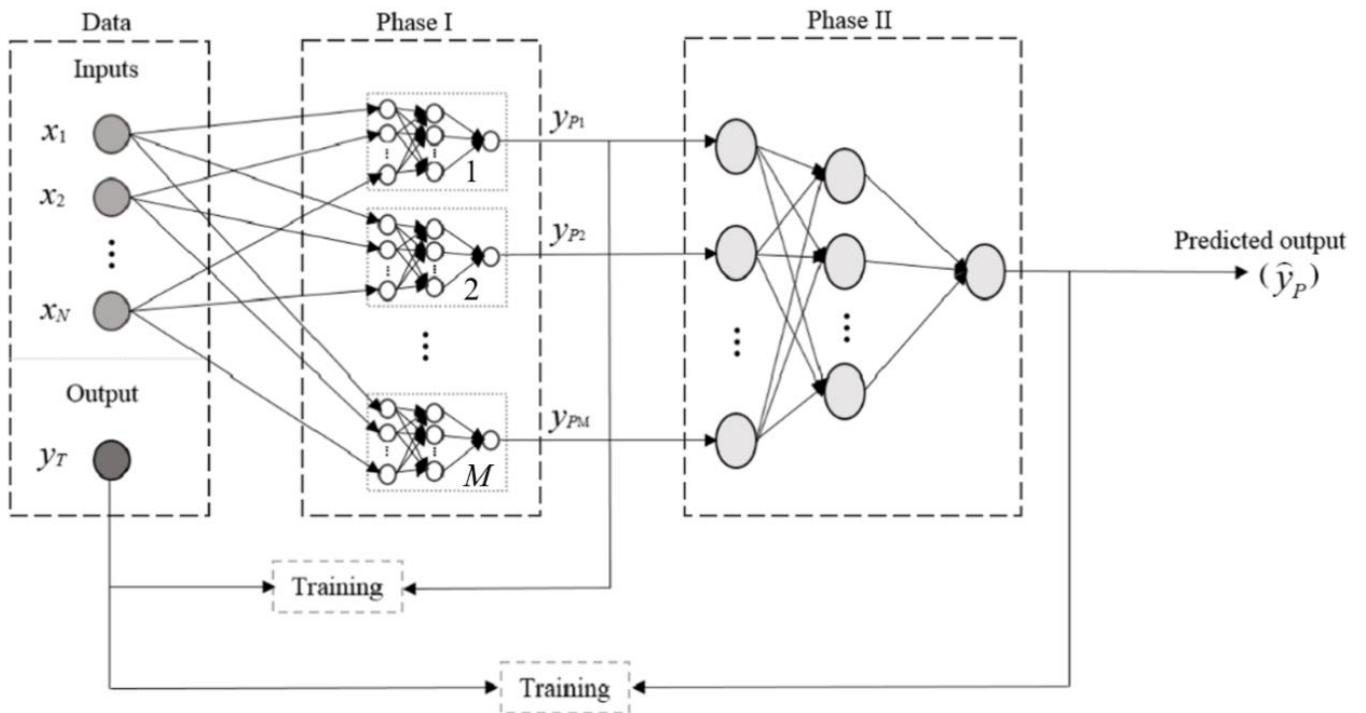 Data
Inputs
x1
x2
⋮
xN
Output
yT
Phase I
1
2
⋮
M
yP1
yP2
yPM
Phase II
Predicted output
(ŷP)
Training
Training